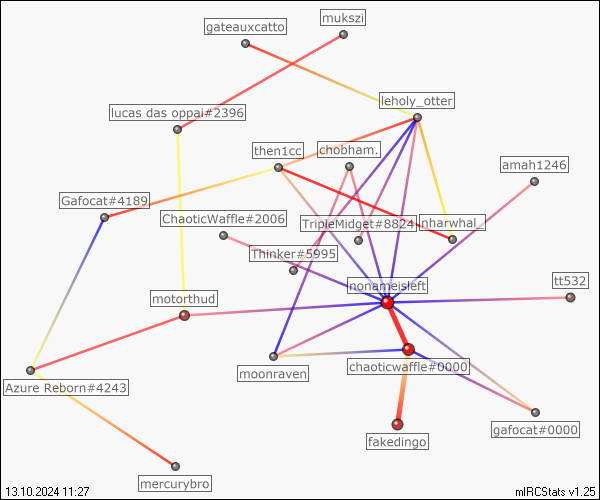 mukszi
gateauxcatto
leholy_otter
lucas das oppai#2396
then1cc
chobham.
amah1246
Gafocat#4189
ChaoticWaffle#2006
TripleMidget#8824
nharwhal_
Thinker#5995
nonameisleft
tt532
motorthud
moonraven
chaoticwaffle#0000
Azure Reborn#4243
gafocat#0000
fakedingo
mercurybro
13.10.2024 11:27
mIRCStats v1.25